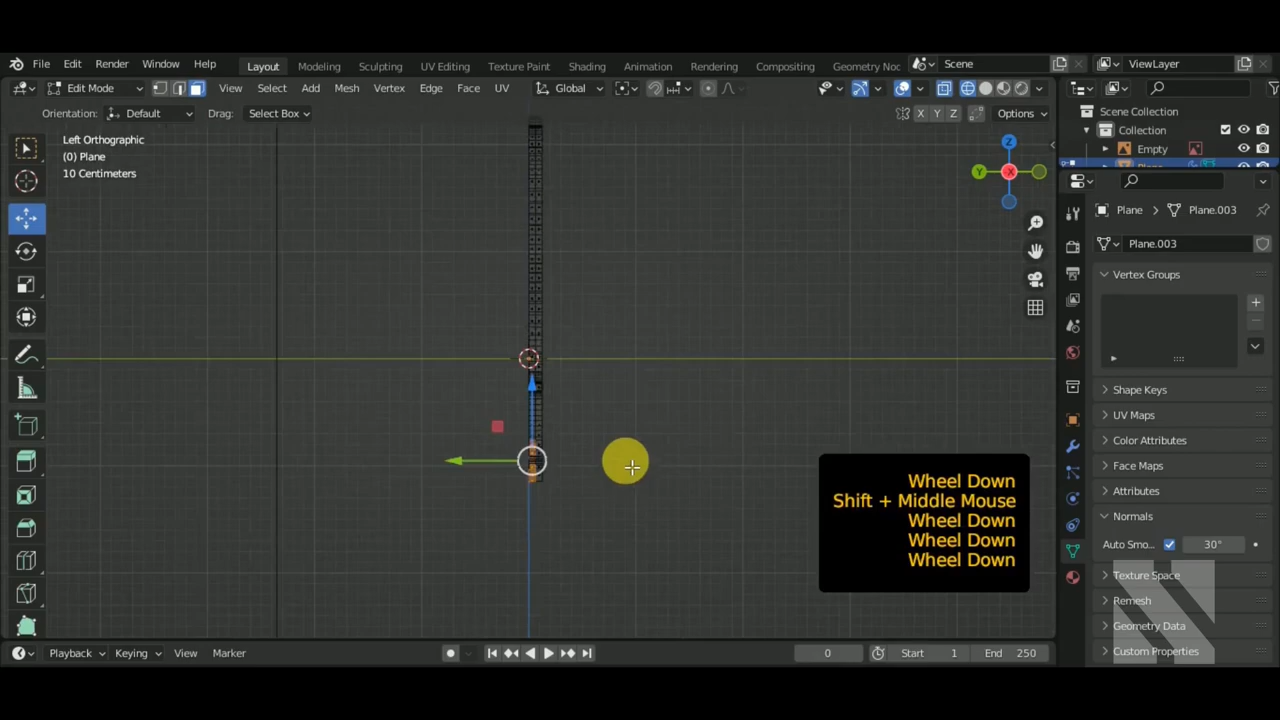 File Edit Render Window Help Layout Modeling Sculpting UV Editing Texture Paint Shading Animation Rendering Compositing Geometry Noc Scene ViewLayer
Edit Mode View Select Add Mesh Vertex Edge Face UV Global
Orientation: Default Drag: Select Box X Y Z Options
Left Orthographic
(0) Plane
10 Centimeters
Z
Y
X
Scene Collection
Collection
Empty
Plane Plane.003
Plane.003
Vertex Groups
Shape Keys
UV Maps
Color Attributes
Face Maps
Attributes
Normals
Auto Smo... 30°
Texture Space
Remesh
Geometry Data
Custom Properties
Wheel Down
Shift + Middle Mouse
Wheel Down
Wheel Down
Wheel Down
Playback Keying View Marker 0 Start 1 End 250